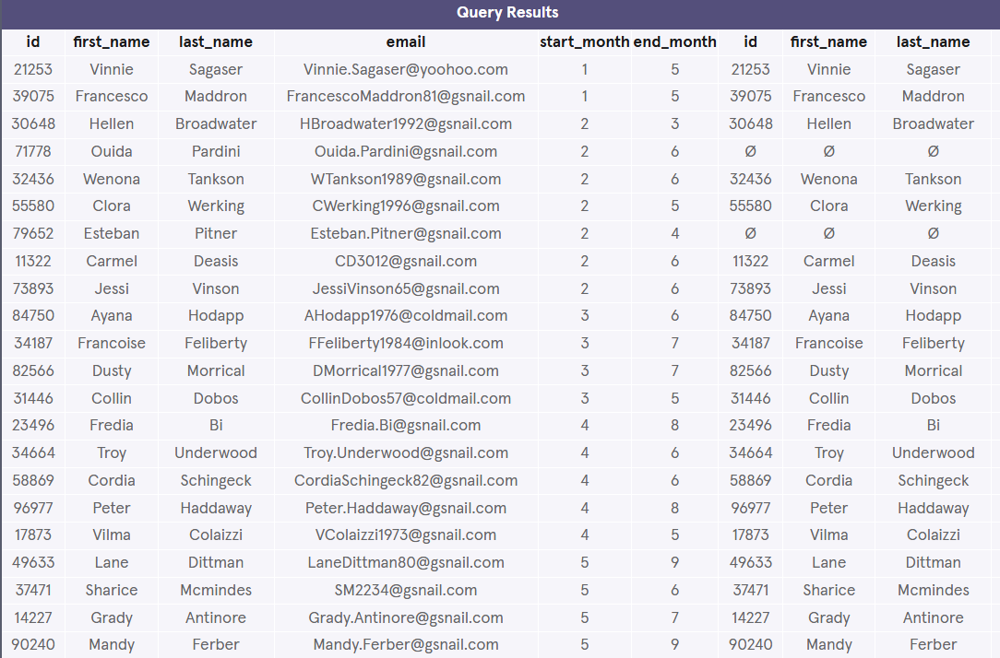 Query Results
id first_name last_name email start_month end_month id first_name last_name
21253 Vinnie Sagaser Vinnie.Sagaser@yoohoo.com 1 5 21253 Vinnie Sagaser
39075 Francesco Maddron FrancescoMaddron81@gsnail.com 1 5 39075 Francesco Maddron
30648 Hellen Broadwater HBroadwater1992@gsnail.com 2 3 30648 Hellen Broadwater
71778 Ouida Pardini Ouida.Pardini@gsnail.com 2 6 Ø Ø Ø
32436 Wenona Tankson WTankson1989@gsnail.com 2 6 32436 Wenona Tankson
55580 Clora Werking CWerking1996@gsnail.com 2 5 55580 Clora Werking
79652 Esteban Pitner Esteban.Pitner@gsnail.com 2 4 Ø Ø Ø
11322 Carmel Deasis CD3012@gsnail.com 2 6 11322 Carmel Deasis
73893 Jessi Vinson JessiVinson65@gsnail.com 2 6 73893 Jessi Vinson
84750 Ayana Hodapp AHodapp1976@coldmail.com 3 6 84750 Ayana Hodapp
34187 Francoise Feliberty FFeliberty1984@inlook.com 3 7 34187 Francoise Feliberty
82566 Dusty Morrical DMorrical1977@gsnail.com 3 7 82566 Dusty Morrical
31446 Collin Dobos CollinDobos57@coldmail.com 3 5 31446 Collin Dobos
23496 Fredia Bi Fredia.Bi@gsnail.com 4 8 23496 Fredia Bi
34664 Troy Underwood Troy.Underwood@gsnail.com 4 6 34664 Troy Underwood
58869 Cordia Schingeck CordiaSchingeck82@gsnail.com 4 6 58869 Cordia Schingeck
96977 Peter Haddaway Peter.Haddaway@gsnail.com 4 8 96977 Peter Haddaway
17873 Vilma Colaizzi VColaizzi1973@gsnail.com 4 5 17873 Vilma Colaizzi
49633 Lane Dittman LaneDittman80@gsnail.com 5 9 49633 Lane Dittman
37471 Sharice Mcmindes SM2234@gsnail.com 5 6 37471 Sharice Mcmindes
14227 Grady Antinore Grady.Antinore@gsnail.com 5 7 14227 Grady Antinore
90240 Mandy Ferber Mandy.Ferber@gsnail.com 5 9 90240 Mandy Ferber